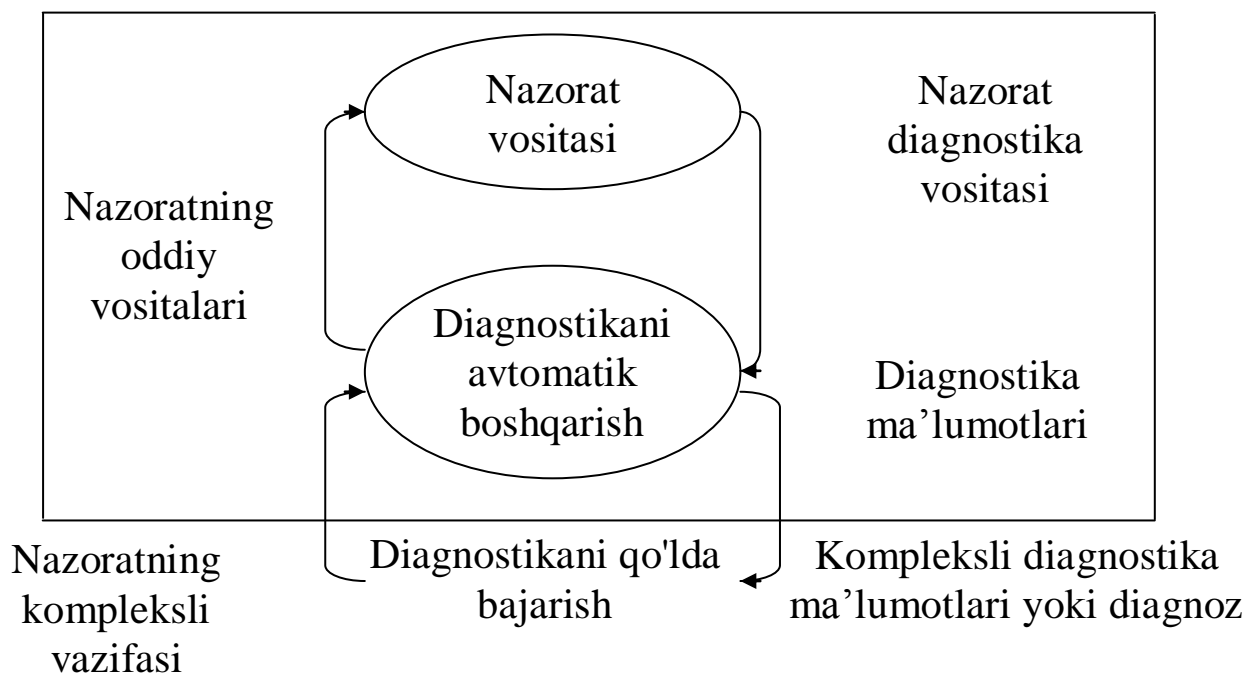 Nazorat
vositasi
Nazorat
diagnostika
vositasi
Nazoratning
oddiy
vositalari
Diagnostikani
avtomatik
boshqarish
Diagnostika
ma’lumotlari
Nazoratning
kompleksli
vazifasi
Diagnostikani qo'lda
bajarish
Kompleksli diagnostika
ma’lumotlari yoki diagnoz